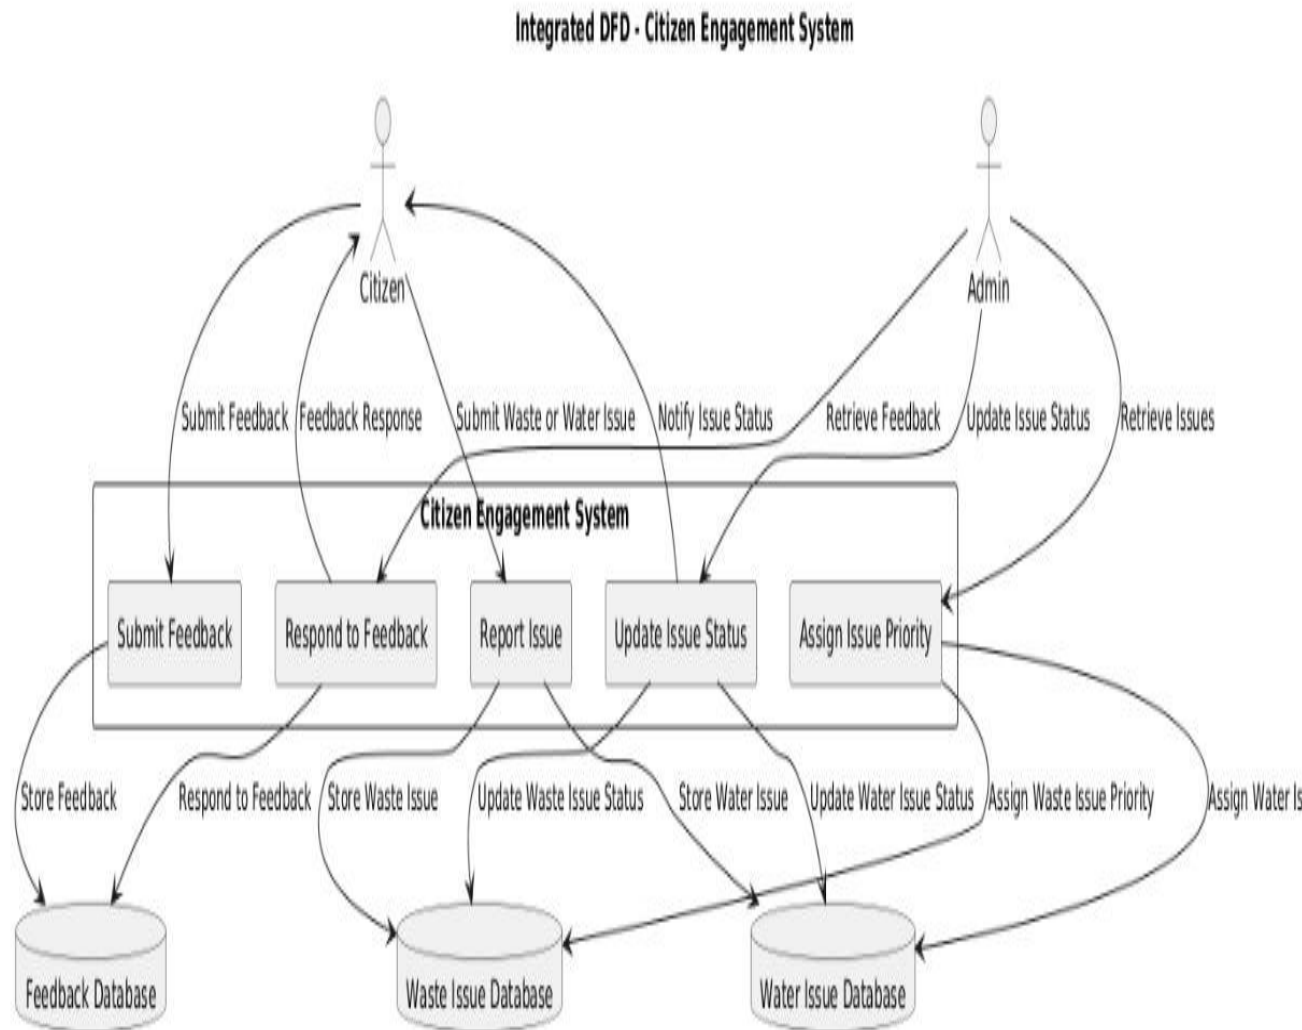 Integrated DFD - Citizen Engagement System
Citizen
Admin
Submit Feedback
Feedback Response
Submit Waste or Water Issue
Notify Issue Status
Retrieve Feedback
Update Issue Status
Retrieve Issues
Citizen Engagement System
Submit Feedback
Respond to Feedback
Report Issue
Update Issue Status
Assign Issue Priority
Store Feedback
Respond to Feedback
Store Waste Issue
Update Waste Issue Status
Store Water Issue
Update Water Issue Status
Assign Waste Issue Priority
Assign Water Is
Feedback Database
Waste Issue Database
Water Issue Database